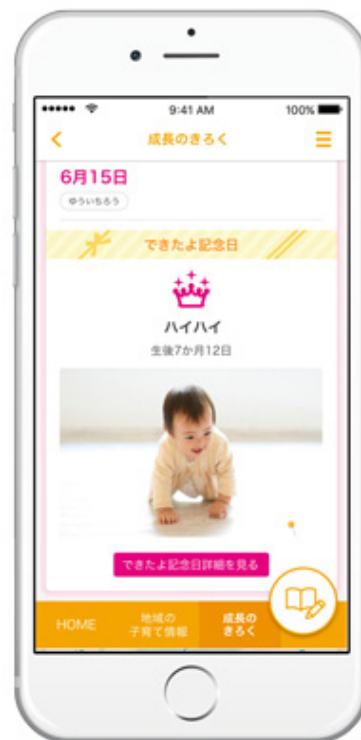 9:41 AM
100%
成長のきろく
6月15日
ゆういちろう
できたよ記念日
ハイハイ
生後7か月12日
できたよ記念日詳細を見る
HOME
地域の
子育て情報
成長の
きろく